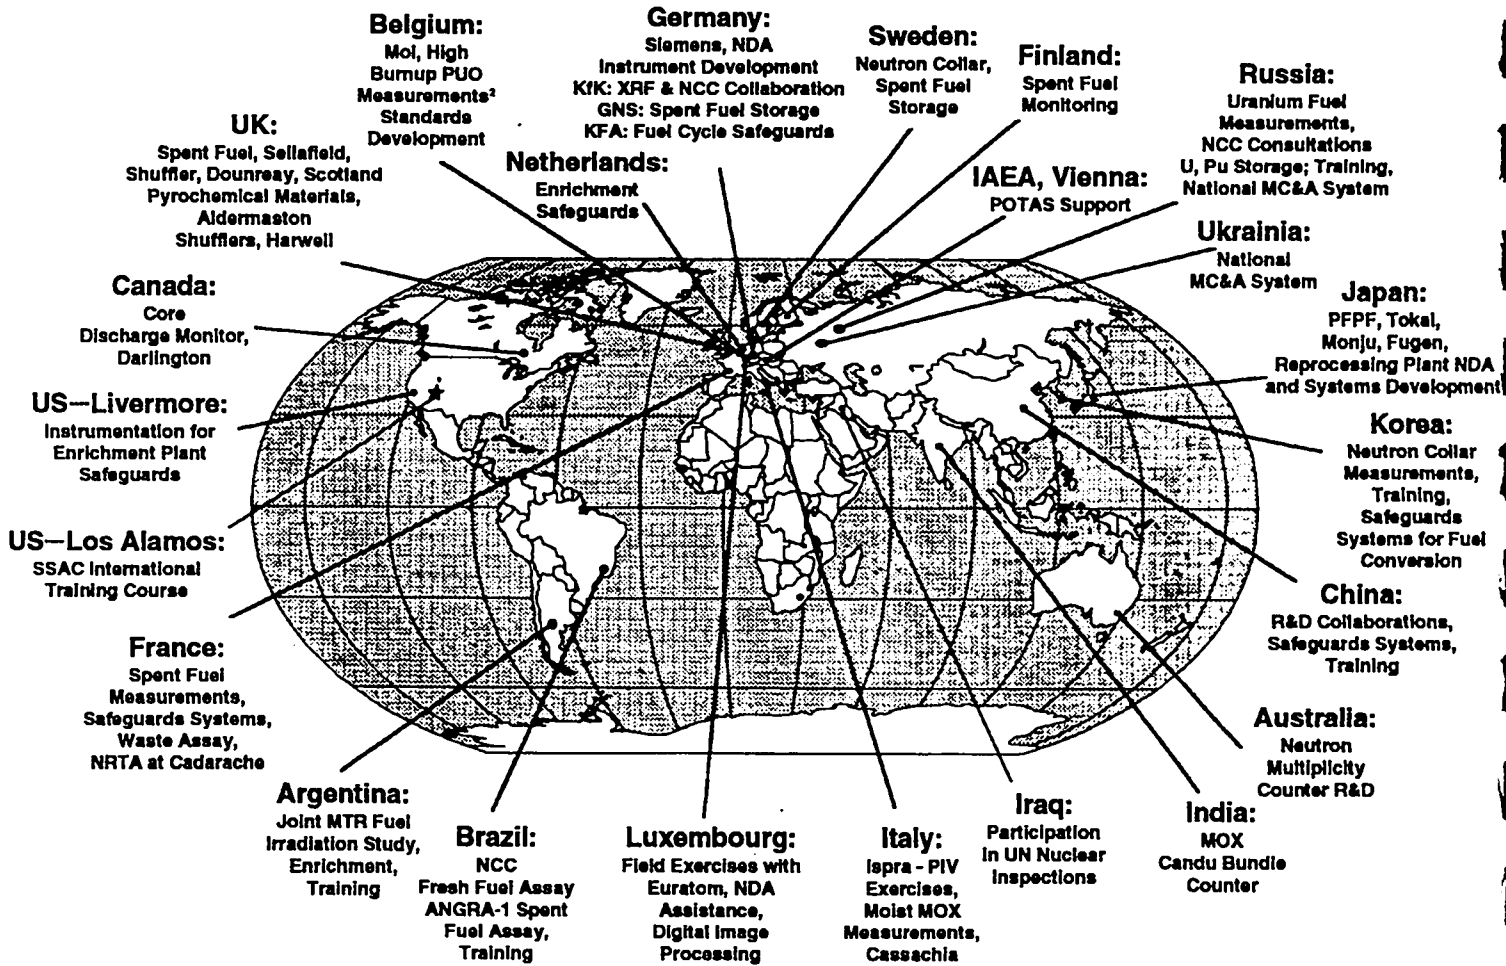 Belgium:
Mol, High
Burnup PUO
Measurements²
Standards
Development
Germany:
Siemens, NDA
Instrument Development
KfK: XRF & NCC Collaboration
GNS: Spent Fuel Storage
KFA: Fuel Cycle Safeguards
Sweden:
Neutron Collar,
Spent Fuel
Storage
Finland:
Spent Fuel
Monitoring
Russia:
Uranium Fuel
Measurements,
NCC Consultations
U, Pu Storage; Training,
National MC&A System
UK:
Spent Fuel, Sellafield,
Shuffler, Dounreay, Scotland
Pyrochemical Materials,
Aldermaston
Shufflers, Harwell
Netherlands:
Enrichment
Safeguards
IAEA, Vienna:
POTAS Support
Ukrainia:
National
MC&A System
Canada:
Core
Discharge Monitor,
Darlington
Japan:
PFPF, Tokai,
Monju, Fugen,
Reprocessing Plant NDA
and Systems Development
US—Livermore:
Instrumentation for
Enrichment Plant
Safeguards
Korea:
Neutron Collar
Measurements,
Training,
Safeguards
Systems for Fuel
Conversion
US—Los Alamos:
SSAC International
Training Course
China:
R&D Collaborations,
Safeguards Systems,
Training
France:
Spent Fuel
Measurements,
Safeguards Systems,
Waste Assay,
NRTA at Cadarache
Australia:
Neutron
Multiplicity
Counter R&D
Argentina:
Joint MTR Fuel
Irradiation Study,
Enrichment,
Training
Brazil:
NCC
Fresh Fuel Assay
ANGRA-1 Spent
Fuel Assay,
Training
Luxembourg:
Field Exercises with
Euratom, NDA
Assistance,
Digital Image
Processing
Italy:
Ispra - PIV
Exercises,
Moist MOX
Measurements,
Cassachia
Iraq:
Participation
in UN Nuclear
Inspections
India:
MOX
Candu Bundle
Counter